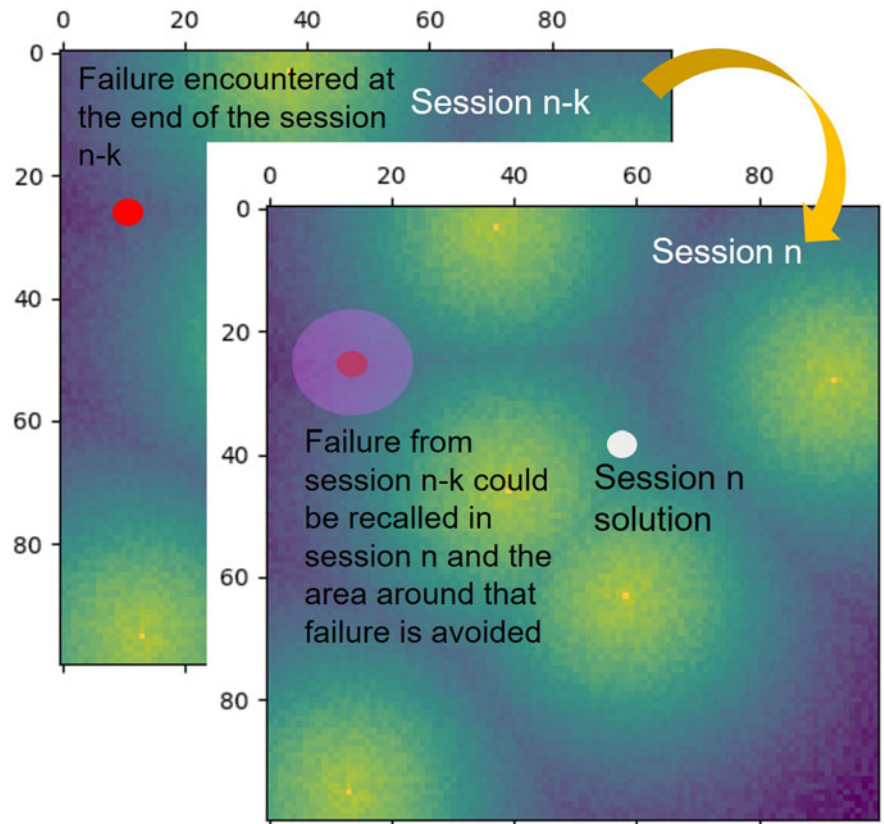 0 20 40 60 80
0
20
40
60
80
Failure encountered at
the end of the session
n-k
Session n-k
0 20 40 60 80
0
20
40
60
80
Session n
Failure from
session n-k could
be recalled in
session n and the
area around that
failure is avoided
Session n
solution